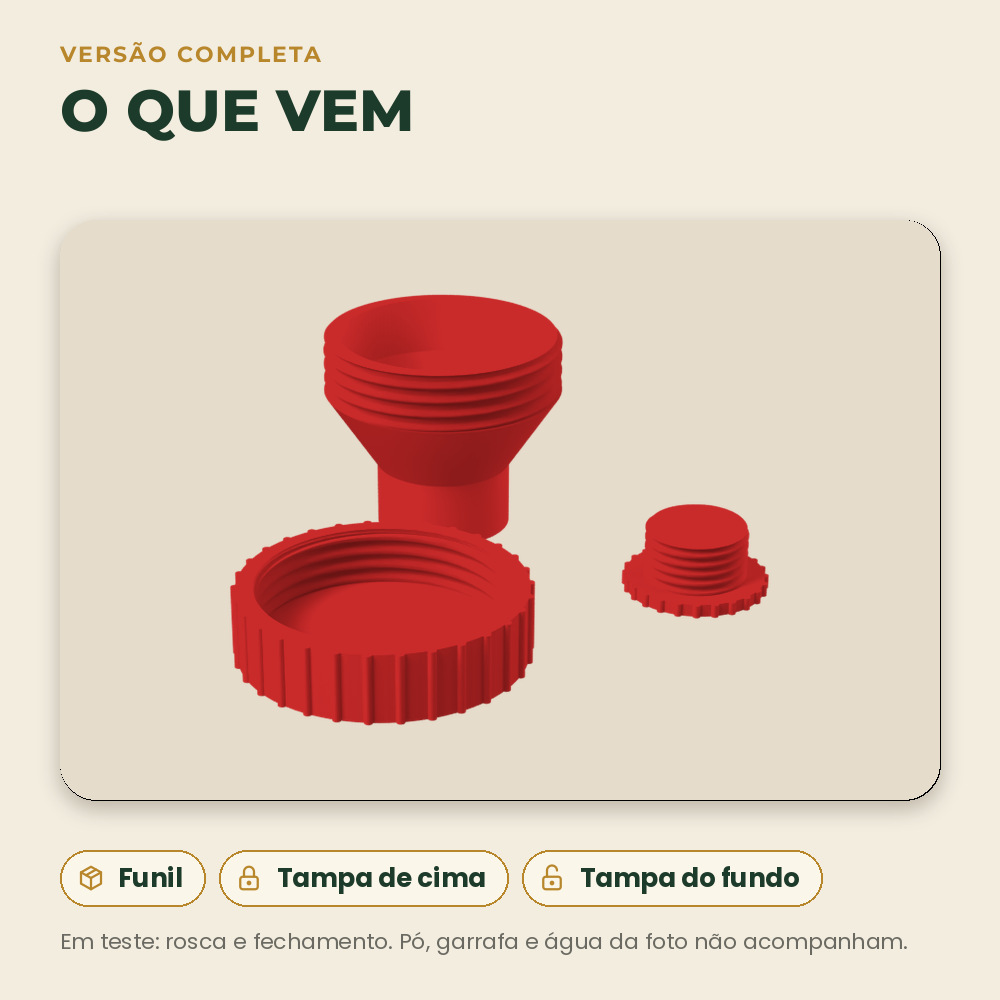 VERSÃO COMPLETA
O QUE VEM
Funil
Tampa de cima
Tampa do fundo
Em teste: rosca e fechamento. Pó, garrafa e água da foto não acompanham.